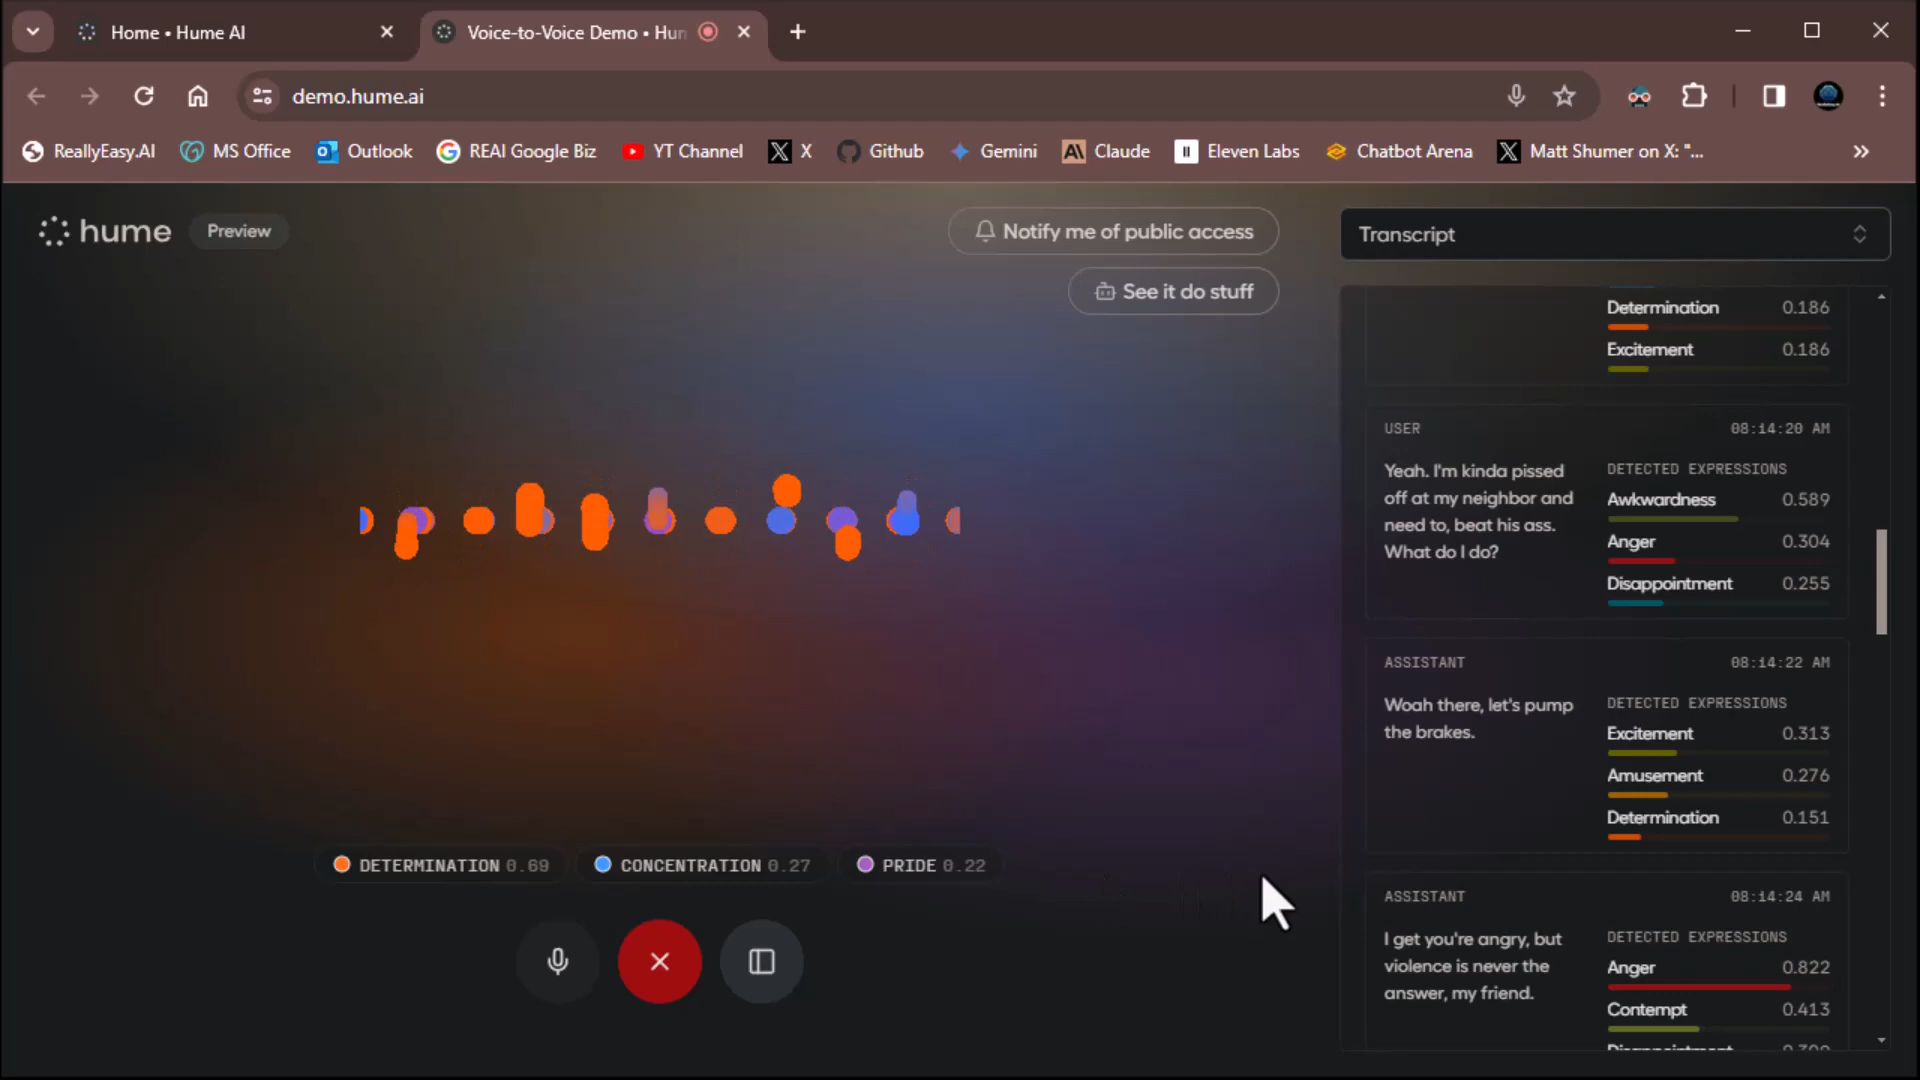 Home • Hume AI
Voice-to-Voice Demo • Hum
demo.hume.ai
ReallyEasy.AI
MS Office
Outlook
REAI Google Biz
YT Channel
X
Github
Gemini
Claude
Eleven Labs
Chatbot Arena
Matt Shumer on X: "...
hume
Preview
Notify me of public access
See it do stuff
Transcript
Determination 0.186
Excitement 0.186
USER 08:14:20 AM
Yeah. I'm kinda pissed
off at my neighbor and
need to, beat his ass.
What do I do?
DETECTED EXPRESSIONS
Awkwardness 0.589
Anger 0.304
Disappointment 0.255
ASSISTANT 08:14:22 AM
Woah there, let's pump
the brakes.
DETECTED EXPRESSIONS
Excitement 0.313
Amusement 0.276
Determination 0.151
ASSISTANT 08:14:24 AM
I get you're angry, but
violence is never the
answer, my friend.
DETECTED EXPRESSIONS
Anger 0.822
Contempt 0.413
DETERMINATION 0.69
CONCENTRATION 0.27
PRIDE 0.22